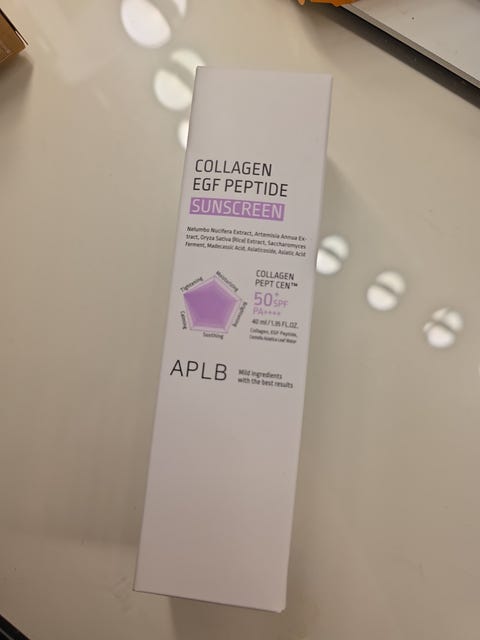 COLLAGEN
EGF PEPTIDE
SUNSCREEN
Nelumbo Nucifera Extract, Artemisia Annua Ex-
tract, Oryza Sativa (Rice) Extract, Saccharomyces
Ferment, Madecassic Acid, Asiaticoside, Asiatic Acid
Tightening
Moisturizing
Calming
Soothing
COLLAGEN
PEPT CEN™
50+ SPF
PA++++
40 ml / 1.35 FL.OZ.
Collagen, EGF Peptide,
Centella Asiatica Leaf Water
APLB
Mild ingredients
with the best results